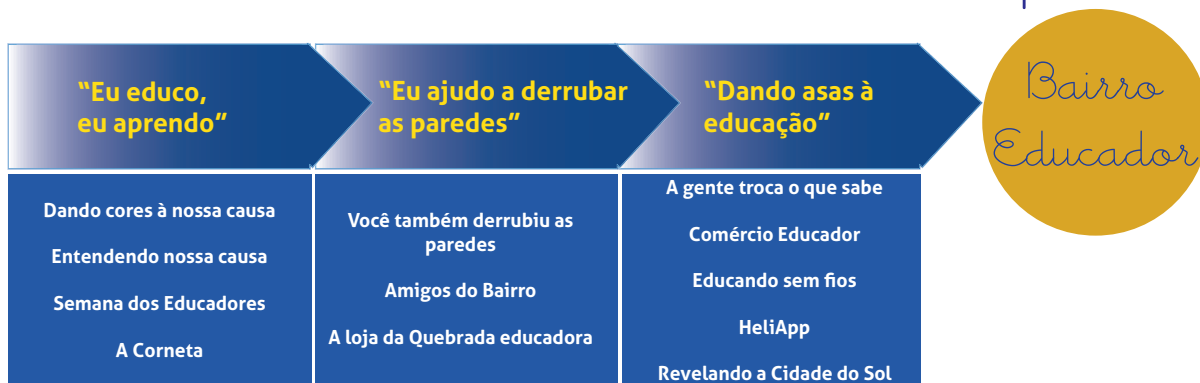 "Eu educo,
eu aprendo"
"Eu ajudo a derrubar
as paredes"
"Dando asas à
educação"
Bairro
Educador
Dando cores à nossa causa
Entendendo nossa causa
Semana dos Educadores
A Corneta
Você também derrubiu as
paredes
Amigos do Bairro
A loja da Quebrada educadora
A gente troca o que sabe
Comércio Educador
Educando sem fios
HeliApp
Revelando a Cidade do Sol